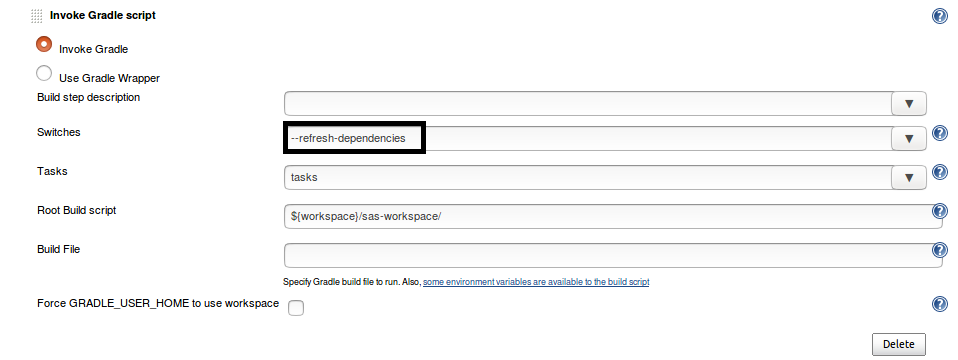 Invoke Gradle script
Invoke Gradle
Use Gradle Wrapper
Build step description
Switches
--refresh-dependencies
Tasks
tasks
Root Build script
${workspace}/sas-workspace/
Build File
Specify Gradle build file to run. Also, some environment variables are available to the build script
Force GRADLE_USER_HOME to use workspace
Delete